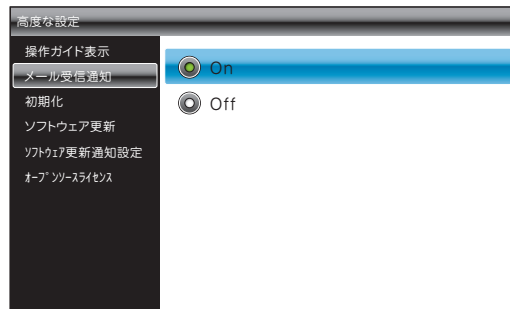 高度な設定
操作ガイド表示
メール受信通知
初期化
ソフトウェア更新
ｿﾌﾄｳｪｱ更新通知設定
ｵｰﾌﾟﾝｿｰｽﾗｲｾﾝｽ
On
Off